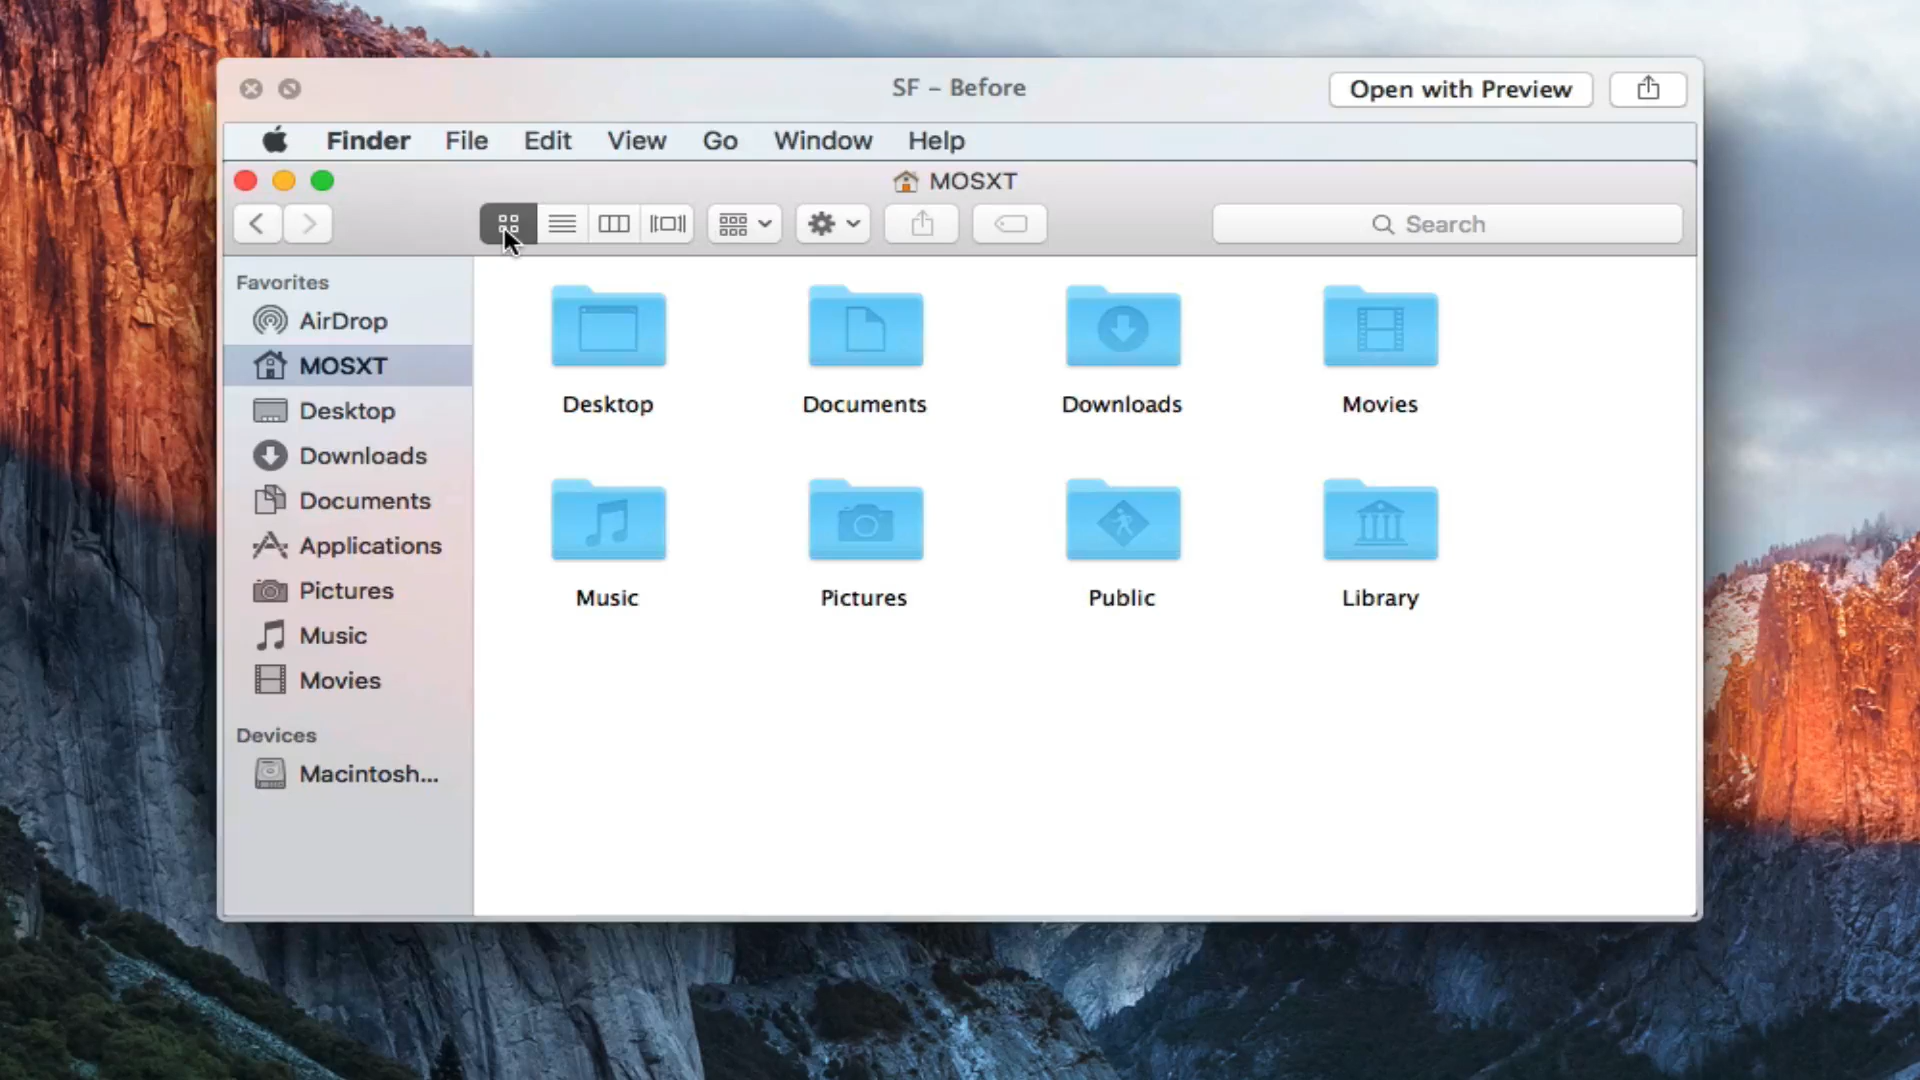 SF – Before
Open with Preview
Finder File Edit View Go Window Help
MOSXT
Search
Favorites
AirDrop
MOSXT
Desktop
Downloads
Documents
Applications
Pictures
Music
Movies
Devices
Macintosh...
Desktop Documents Downloads Movies
Music Pictures Public Library